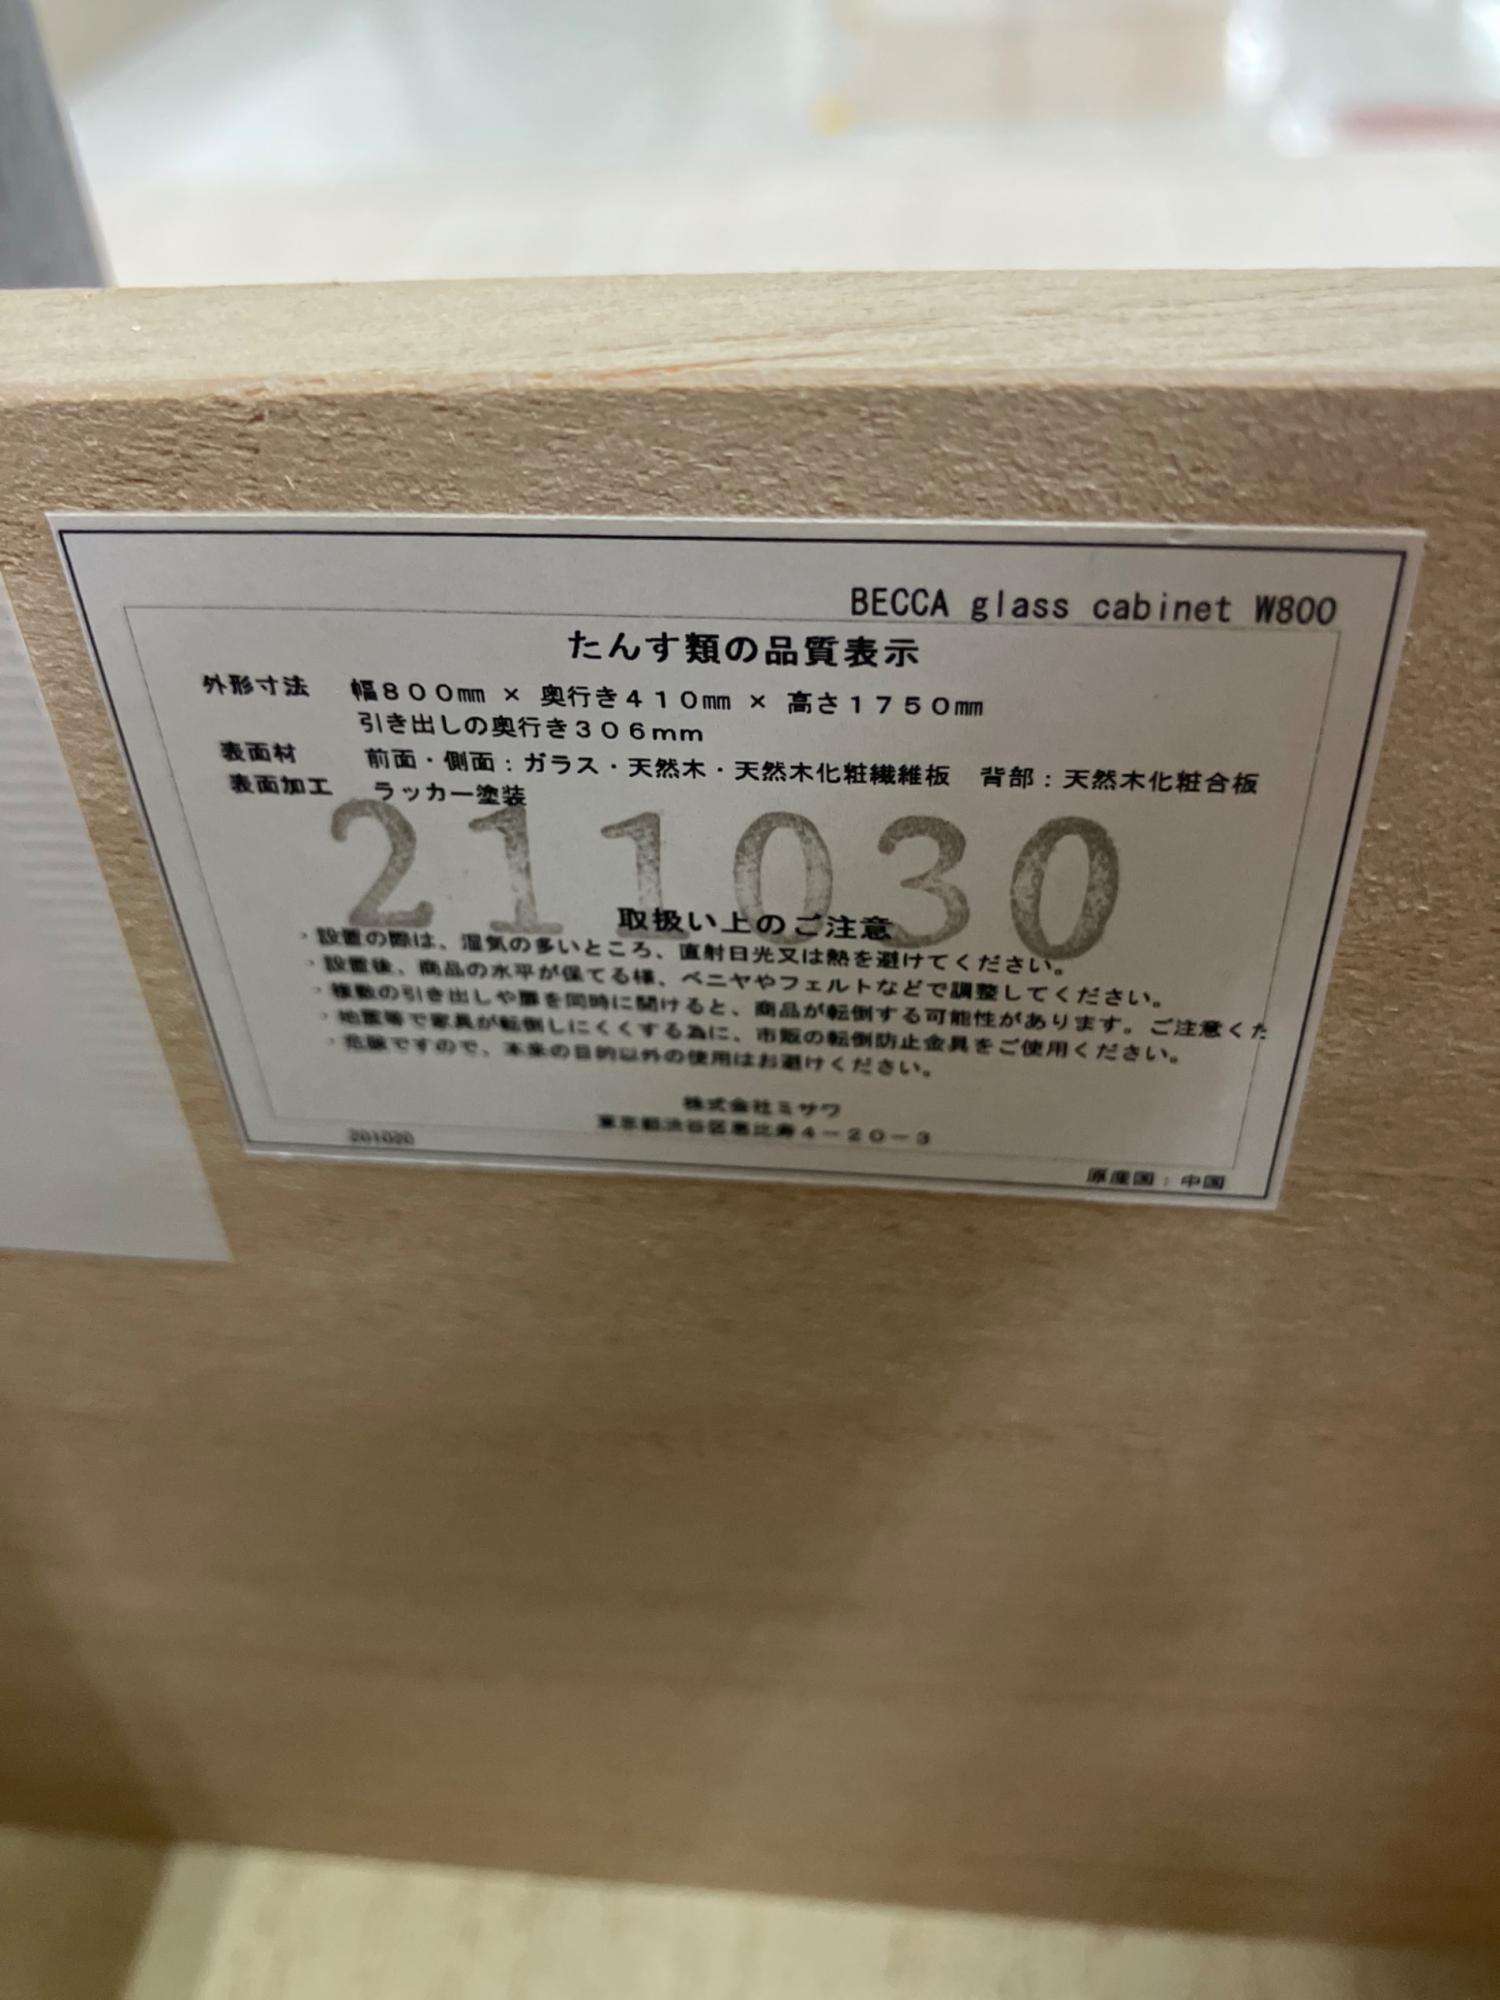 BECCA glass cabinet W800
たんす類の品質表示
外形寸法 幅８００㎜ × 奥行き４１０㎜ × 高さ１７５０㎜
引き出しの奥行き３０６mm
表面材 前面・側面：ガラス・天然木・天然木化粧繊維板 背部：天然木化粧合板
表面加工 ラッカー塗装
211030
取扱い上のご注意
・設置の際は、湿気の多いところ、直射日光又は熱を避けてください。
・設置後、商品の水平が保てる様、ベニヤやフェルトなどで調整してください。
・複数の引き出しや扉を同時に開けると、商品が転倒する可能性があります。ご注意くだ
・地震等で家具が転倒しにくくする為に、市販の転倒防止金具をご使用ください。
・危険ですので、本来の目的以外の使用はお避けください。
株式会社ミサワ
東京都渋谷区恵比寿４－２０－３
201020
原産国：中国